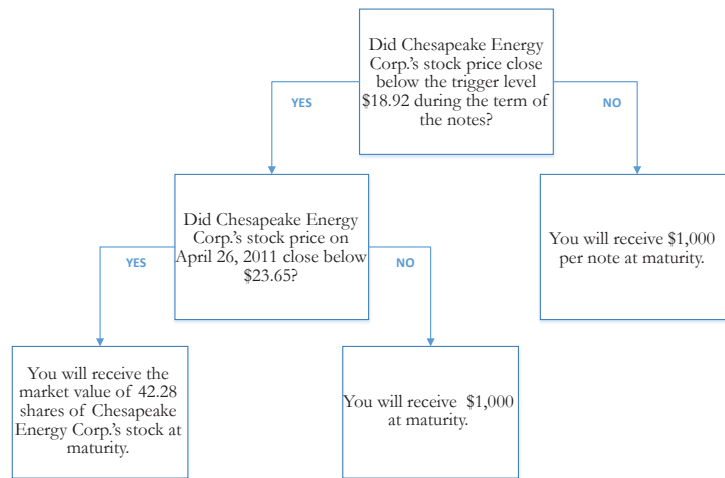 Did Chesapeake Energy
Corp.'s stock price close
below the trigger level
$18.92 during the term of
the notes?
YES
NO
Did Chesapeake Energy
Corp.'s stock price on
April 26, 2011 close below
$23.65?
You will receive $1,000
per note at maturity.
YES
NO
You will receive the
market value of 42.28
shares of Chesapeake
Energy Corp.'s stock at
maturity.
You will receive $1,000
at maturity.